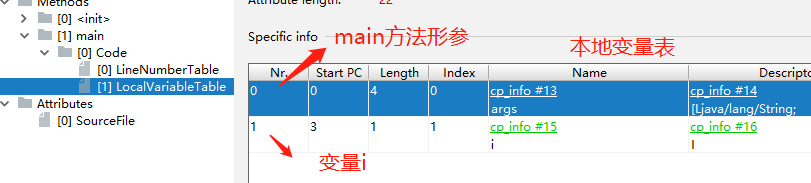 Methods
[0] <init>
[1] main
[0] Code
[0] LineNumberTable
[1] LocalVariableTable
Attributes
[0] SourceFile
Attribute length: 22
Specific info
main方法形参
本地变量表
Nr. Start PC Length Index Name Descripto
0 0 4 0 cp_info #13 cp_info #14
args [Ljava/lang/String;
1 3 1 1 cp_info #15 cp_info #16
i I
变量i